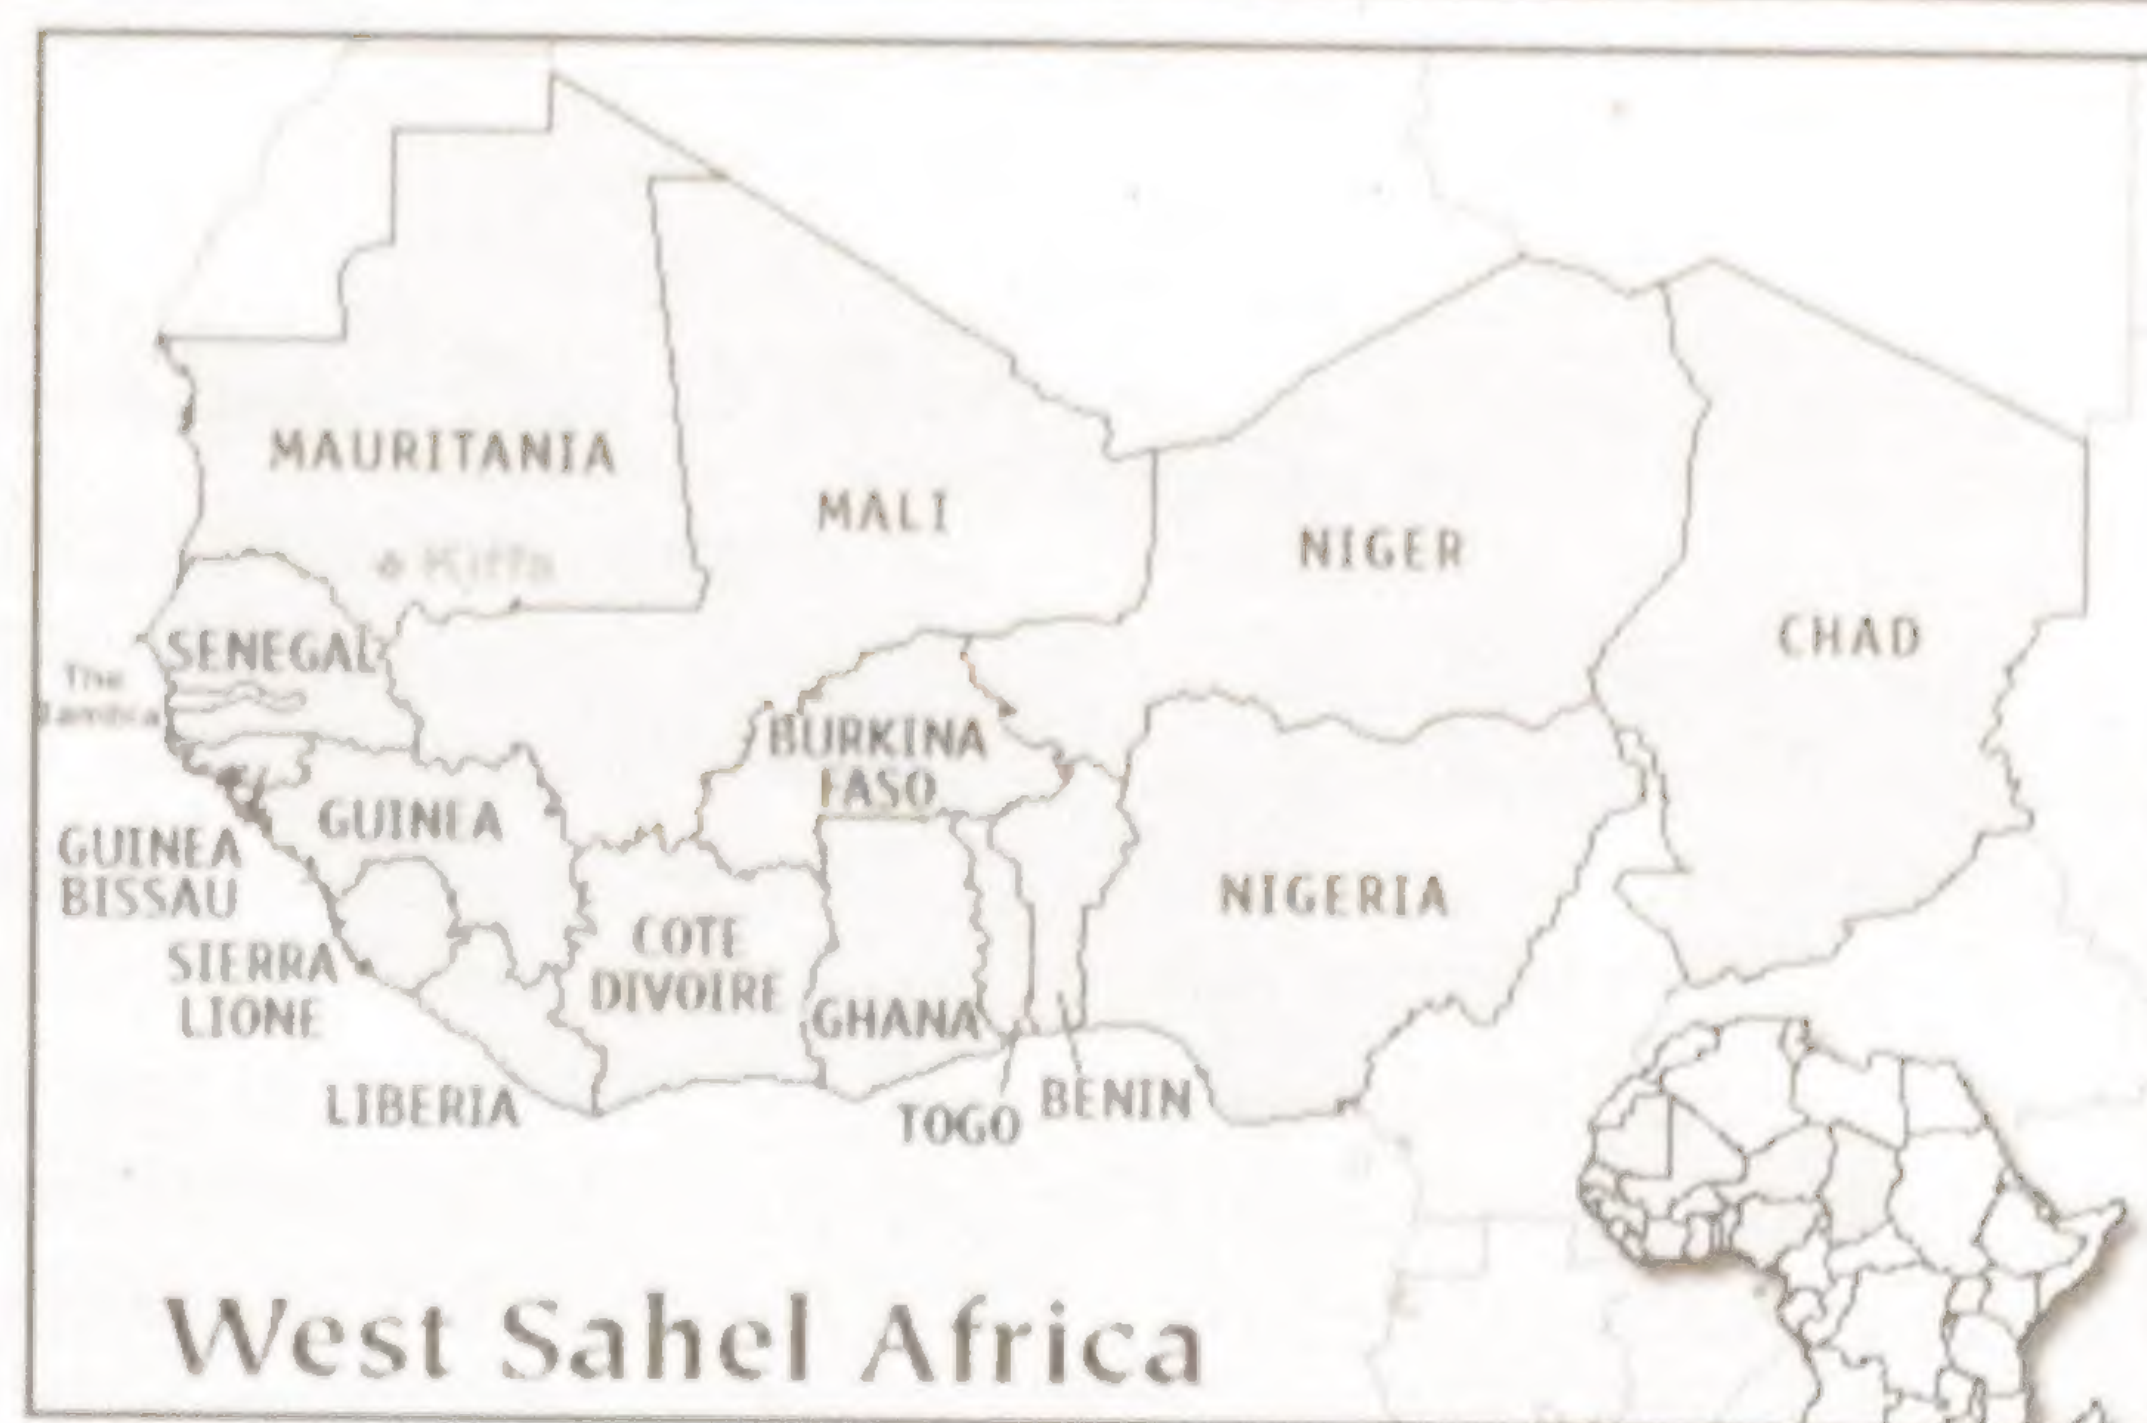 MAURITANIA
MALI
Kiffa
NIGER
CHAD
SENEGAL
The
Gambia
BURKINA
FASO
GUINEA
GUINEA
BISSAU
NIGERIA
COTE
DIVOIRE
SIERRA
LIONE
GHANA
LIBERIA
TOGO
BENIN
West Sahel Africa